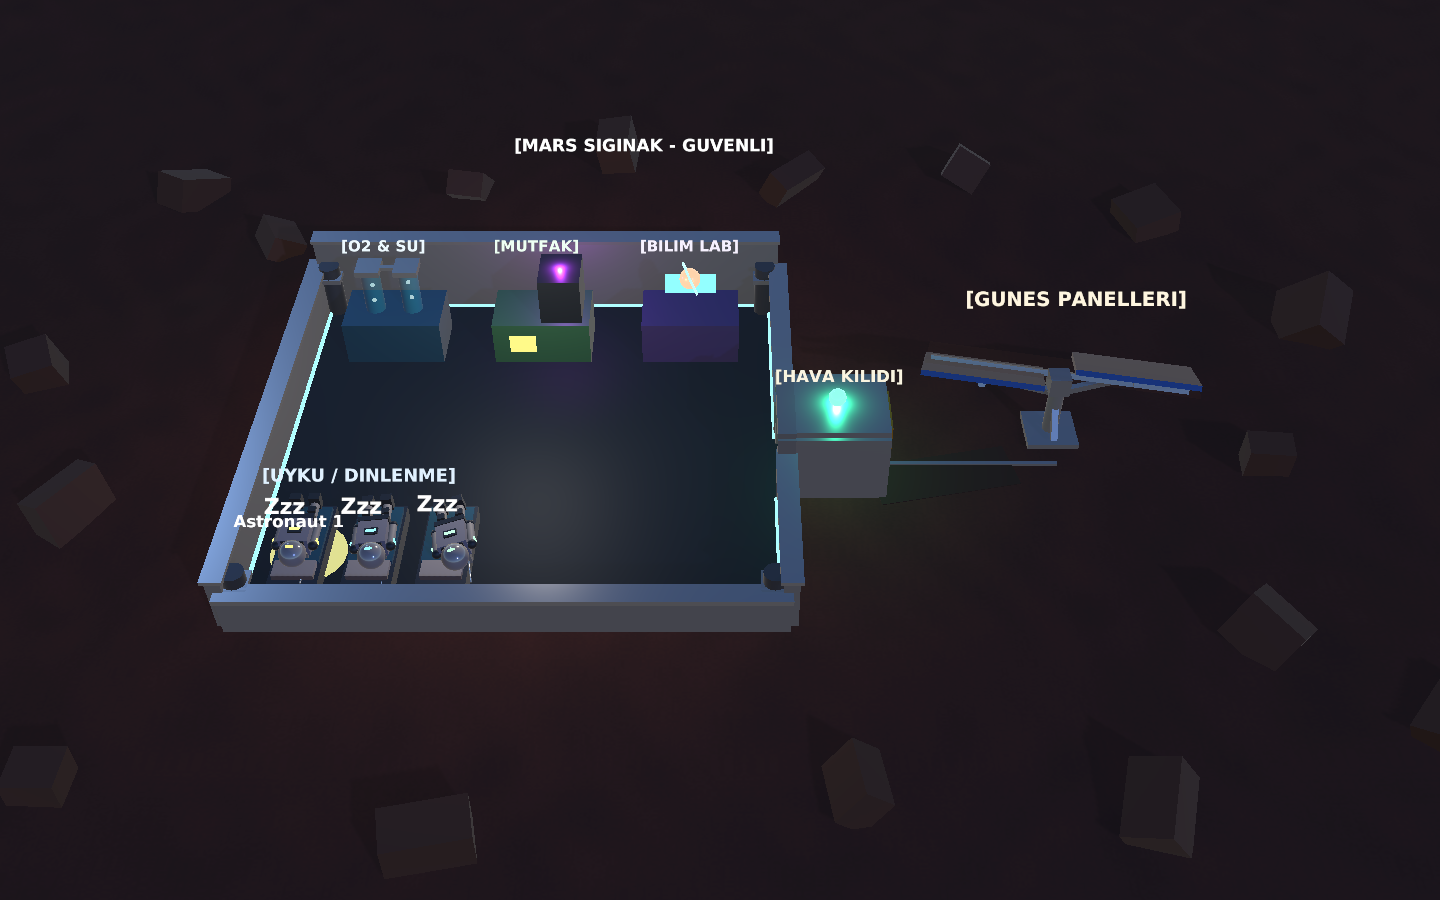 [MARS SIGINAK - GUVENLI]
[O2 & SU]
[MUTFAK]
[BILIM LAB]
[GUNES PANELLERI]
[HAVA KILIDI]
[UYKU / DINLENME]
Zzz
Zzz
Zzz
Astronaut 1